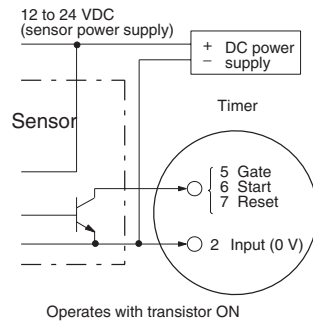 12 to 24 VDC
(sensor power supply)
+ DC power
− supply
Timer
Sensor
5 Gate
6 Start
7 Reset
2 Input (0 V)
Operates with transistor ON